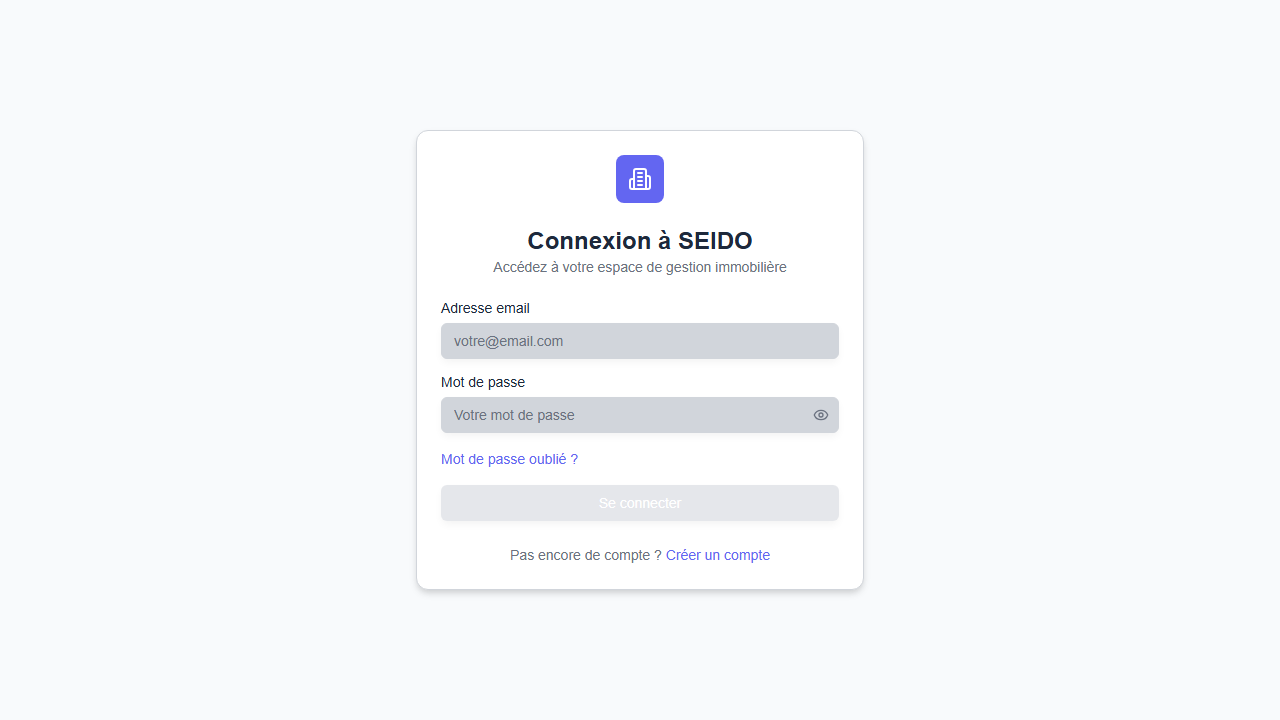 Connexion à SEIDO
Accédez à votre espace de gestion immobilière
Adresse email
votre@email.com
Mot de passe
Votre mot de passe
Mot de passe oublié ?
Se connecter
Pas encore de compte ? Créer un compte